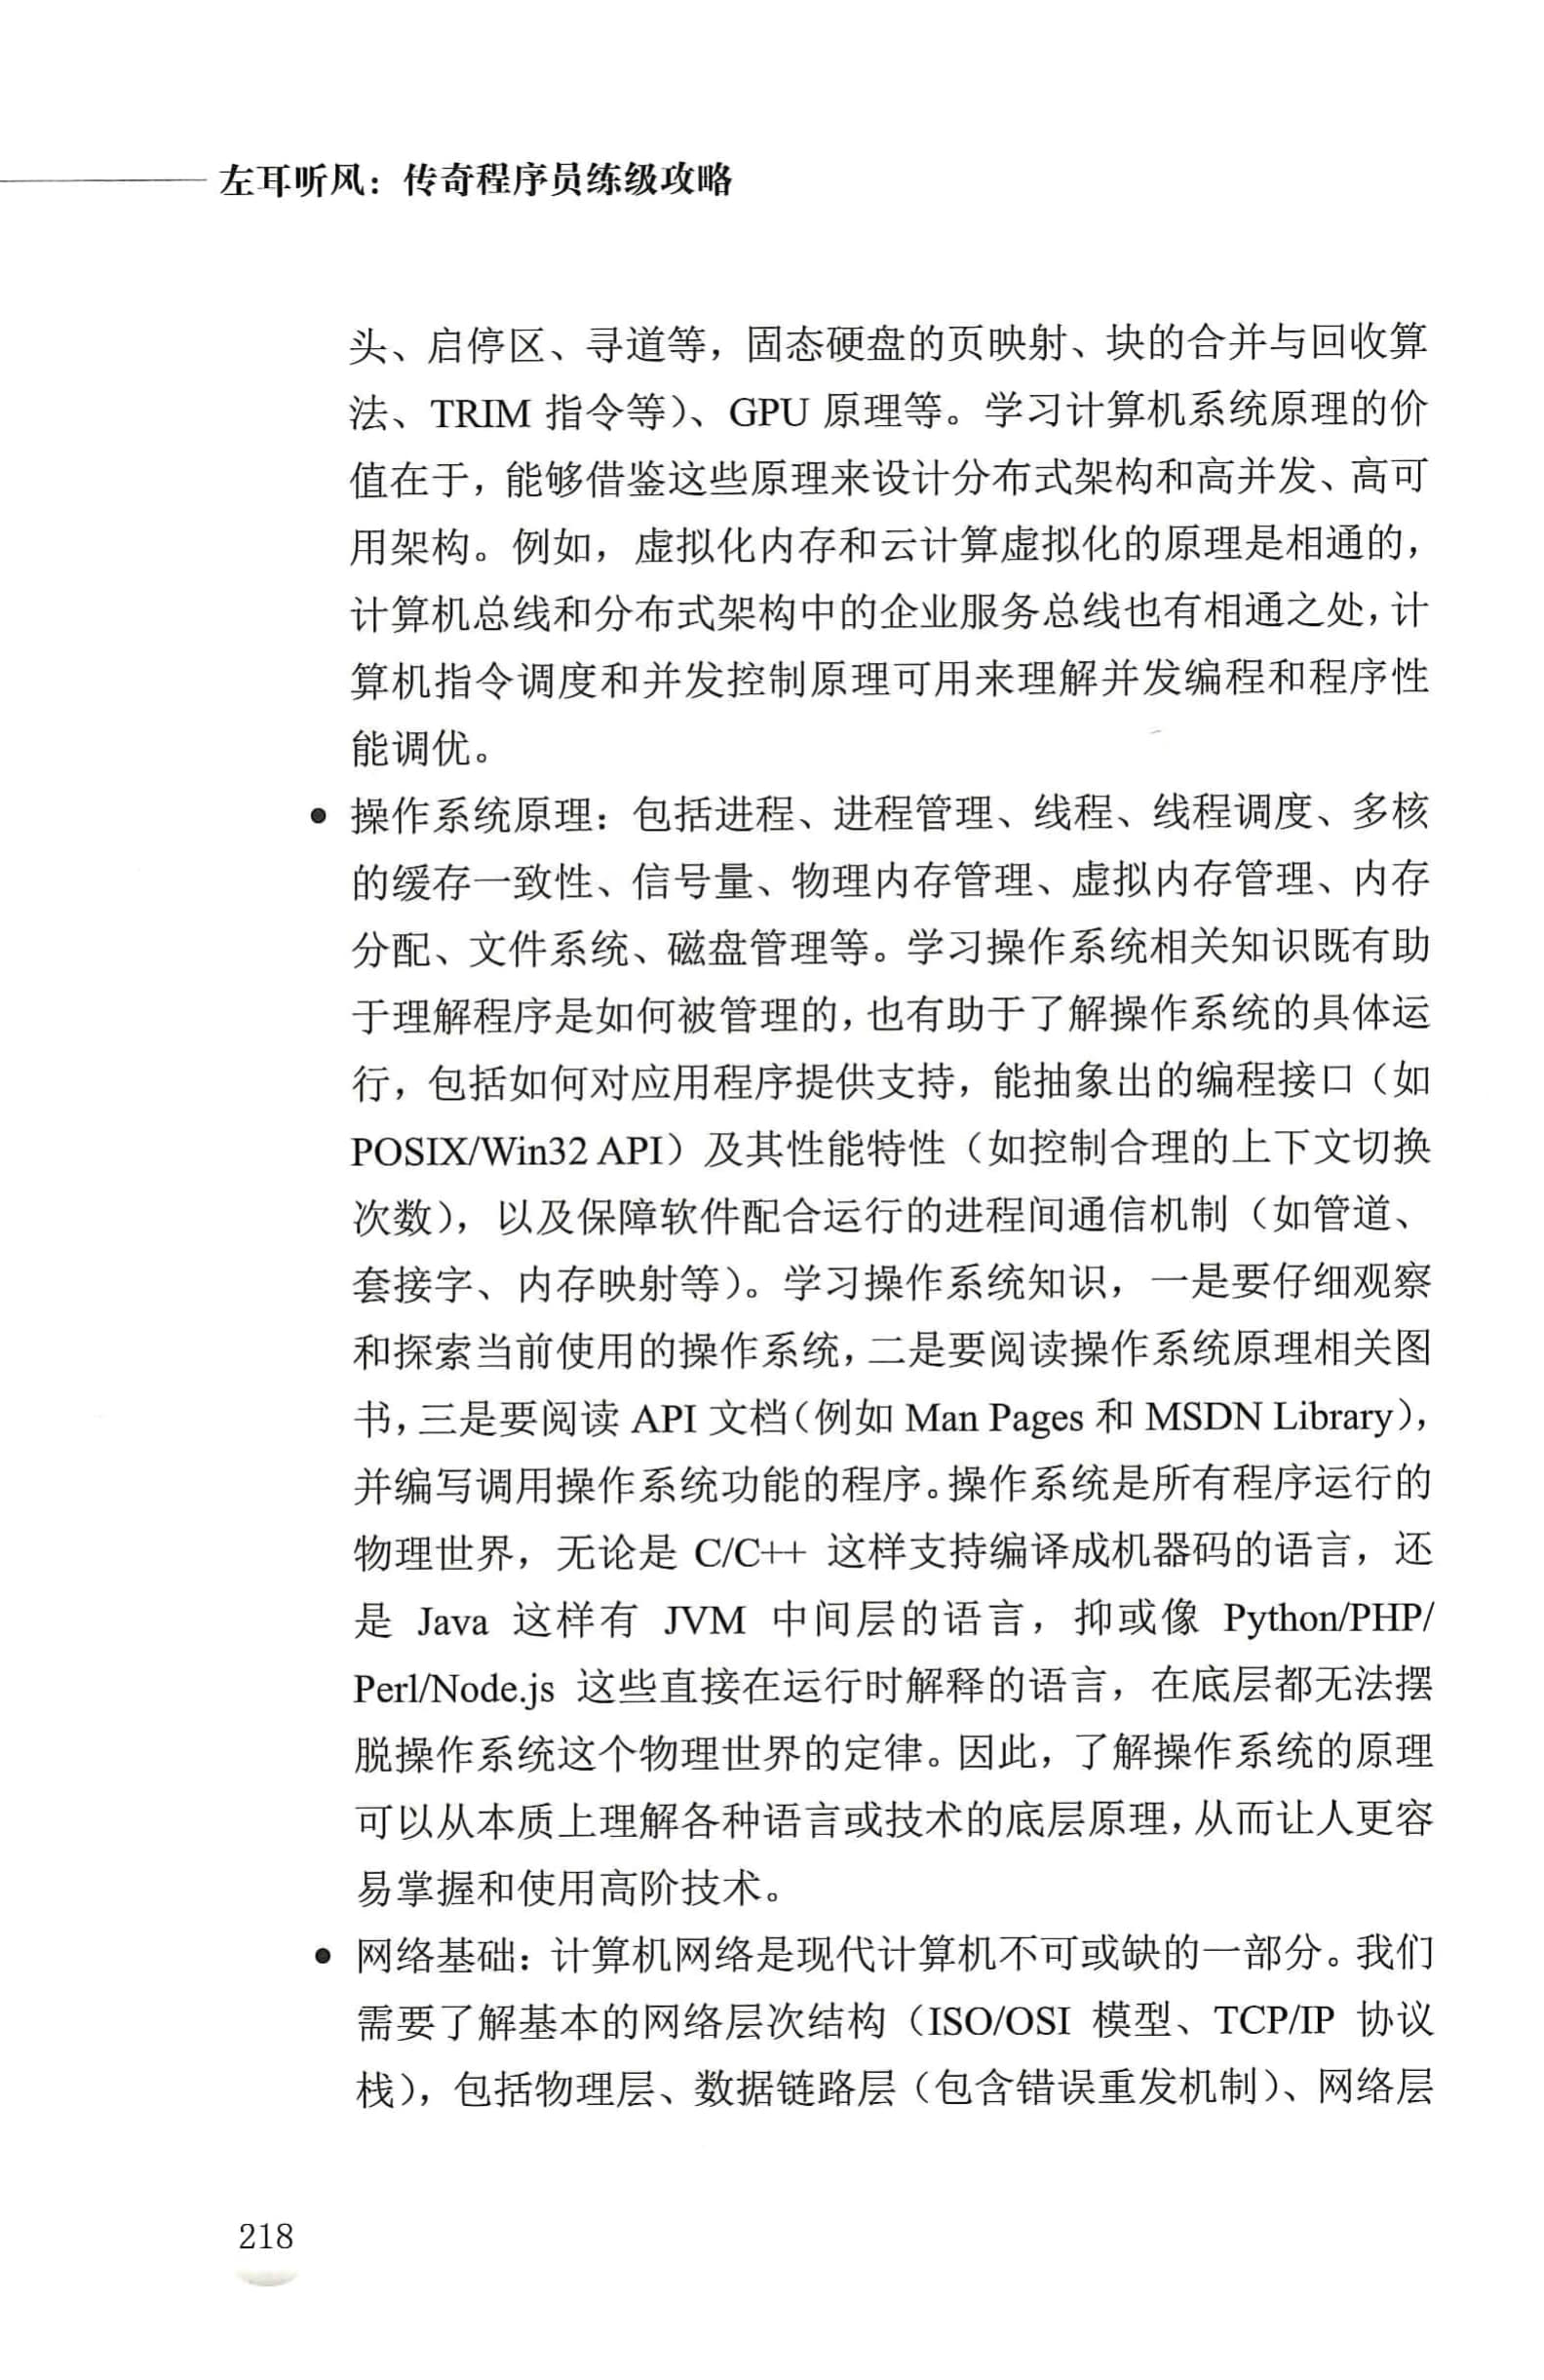 左耳听风：传奇程序员练级攻略
头、启停区、寻道等，固态硬盘的页映射、块的合并与回收算
法、TRIM 指令等）、GPU 原理等。学习计算机系统原理的价
值在于，能够借鉴这些原理来设计分布式架构和高并发、高可
用架构。例如，虚拟化内存和云计算虚拟化的原理是相通的，
计算机总线和分布式架构中的企业服务总线也有相通之处，计
算机指令调度和并发控制原理可用来理解并发编程和程序性
能调优。
● 操作系统原理：包括进程、进程管理、线程、线程调度、多核
的缓存一致性、信号量、物理内存管理、虚拟内存管理、内存
分配、文件系统、磁盘管理等。学习操作系统相关知识既有助
于理解程序是如何被管理的，也有助于了解操作系统的具体运
行，包括如何对应用程序提供支持，能抽象出的编程接口（如
POSIX/Win32 API）及其性能特性（如控制合理的上下文切换
次数），以及保障软件配合运行的进程间通信机制（如管道、
套接字、内存映射等）。学习操作系统知识，一是要仔细观察
和探索当前使用的操作系统，二是要阅读操作系统原理相关图
书，三是要阅读 API 文档（例如 Man Pages 和 MSDN Library），
并编写调用操作系统功能的程序。操作系统是所有程序运行的
物理世界，无论是 C/C++ 这样支持编译成机器码的语言，还
是 Java 这样有 JVM 中间层的语言，抑或像 Python/PHP/
Perl/Node.js 这些直接在运行时解释的语言，在底层都无法摆
脱操作系统这个物理世界的定律。因此，了解操作系统的原理
可以从本质上理解各种语言或技术的底层原理，从而让人更容
易掌握和使用高阶技术。
● 网络基础：计算机网络是现代计算机不可或缺的一部分。我们
需要了解基本的网络层次结构（ISO/OSI 模型、TCP/IP 协议
栈），包括物理层、数据链路层（包含错误重发机制）、网络层
218